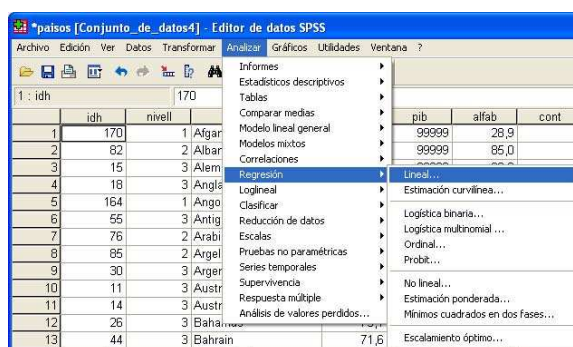 *paisos [Conjunto_de_datos4] - Editor de datos SPSS
Archivo Edición Ver Datos Transformar Analizar Gráficos Utilidades Ventana ?
1 : idh 170
idh nivell pib alfab cont
1 170 1 Afgan 99999 28,9
2 82 2 Alban 99999 85,0
3 15 3 Alem
4 18 3 Angla
5 164 1 Ango
6 55 3 Antig
7 76 2 Arabi
8 85 2 Argel
9 30 3 Arger
10 11 3 Austr
11 14 3 Austr
12 26 3 Bahamas
13 44 3 Bahrain 71,6
Informes
Estadísticos descriptivos
Tablas
Comparar medias
Modelo lineal general
Modelos mixtos
Correlaciones
Regresión
Loglineal
Clasificar
Reducción de datos
Escalas
Pruebas no paramétricas
Series temporales
Supervivencia
Respuesta múltiple
Análisis de valores perdidos...
Lineal...
Estimación curvilínea...
Logística binaria...
Logística multinomial ...
Ordinal...
Probit...
No lineal...
Estimación ponderada...
Mínimos cuadrados en dos fases...
Escalamiento óptimo...